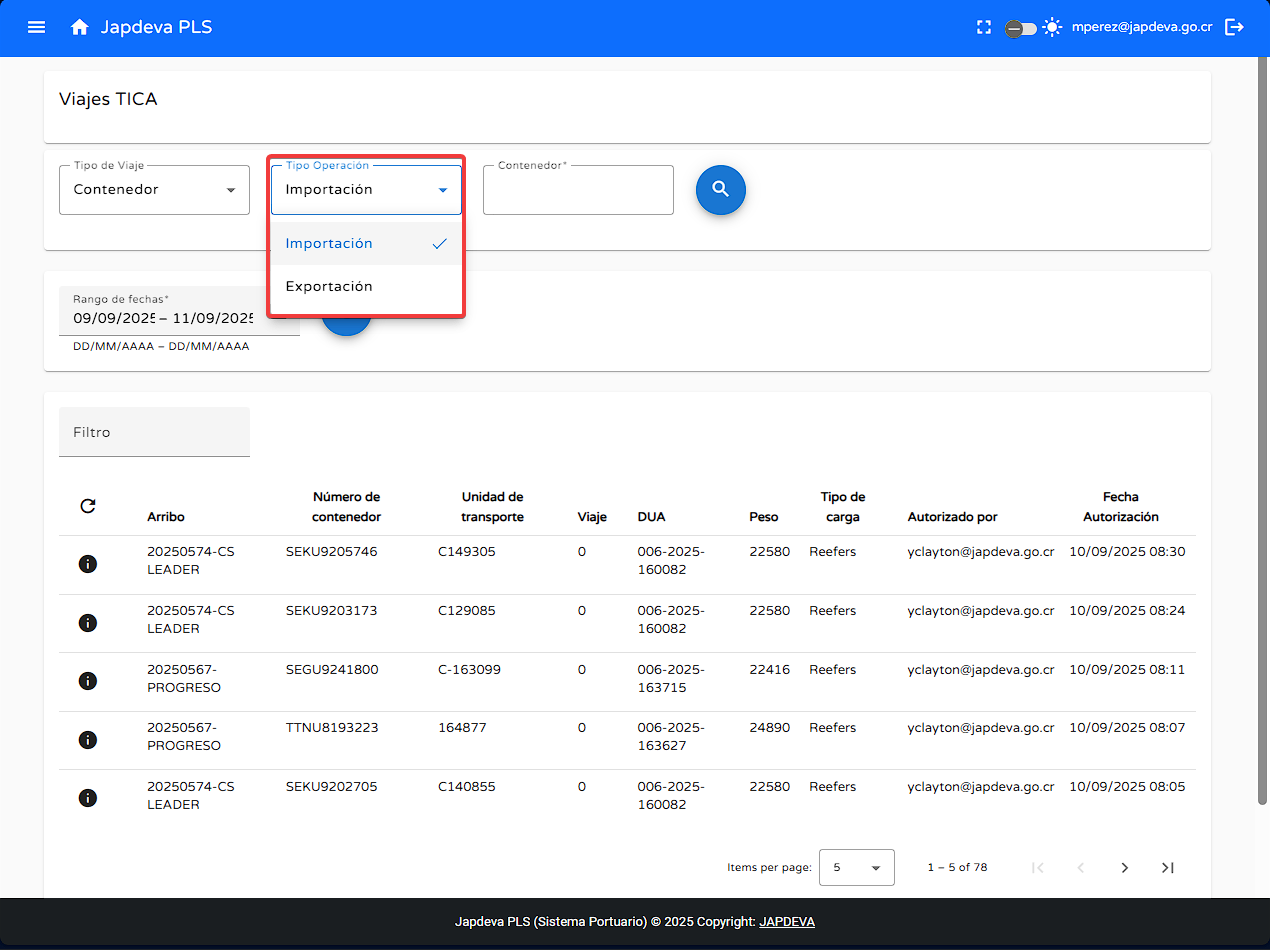 Japdeva PLS
mperez@japdeva.go.cr
Viajes TICA
Tipo de Viaje
Contenedor
Tipo Operación
Importación
Contenedor*
Importación
Exportación
Rango de fechas*
09/09/2025 – 11/09/2025
DD/MM/AAAA – DD/MM/AAAA
Filtro
Arribo
Número de
contenedor
Unidad de
transporte
Viaje
DUA
Peso
Tipo de
carga
Autorizado por
Fecha
Autorización
20250574-CS
LEADER
SEKU9205746
C149305
0
006-2025-
160082
22580
Reefers
yclayton@japdeva.go.cr
10/09/2025 08:30
20250574-CS
LEADER
SEKU9203173
C129085
0
006-2025-
160082
22580
Reefers
yclayton@japdeva.go.cr
10/09/2025 08:24
20250567-
PROGRESO
SEGU9241800
C-163099
0
006-2025-
163715
22416
Reefers
yclayton@japdeva.go.cr
10/09/2025 08:11
20250567-
PROGRESO
TTNU8193223
164877
0
006-2025-
163627
24890
Reefers
yclayton@japdeva.go.cr
10/09/2025 08:07
20250574-CS
LEADER
SEKU9202705
C140855
0
006-2025-
160082
22580
Reefers
yclayton@japdeva.go.cr
10/09/2025 08:05
Items per page:
5
1 – 5 of 78
Japdeva PLS (Sistema Portuario) © 2025 Copyright: JAPDEVA